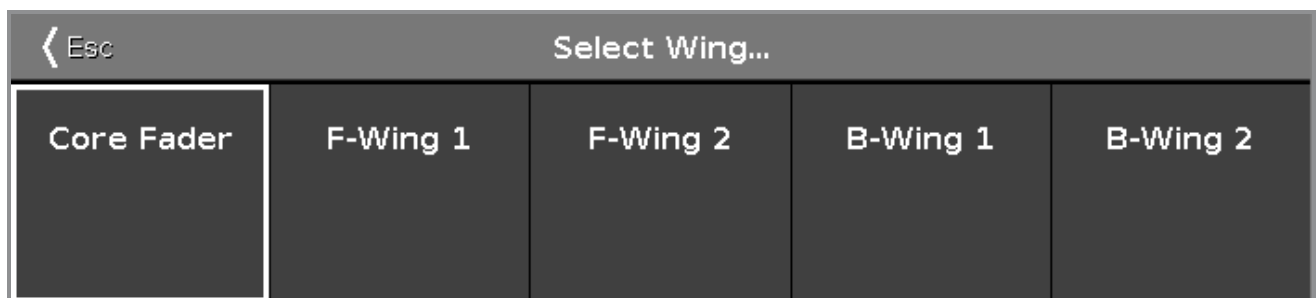 Esc
Select Wing...
Core Fader
F-Wing 1
F-Wing 2
B-Wing 1
B-Wing 2